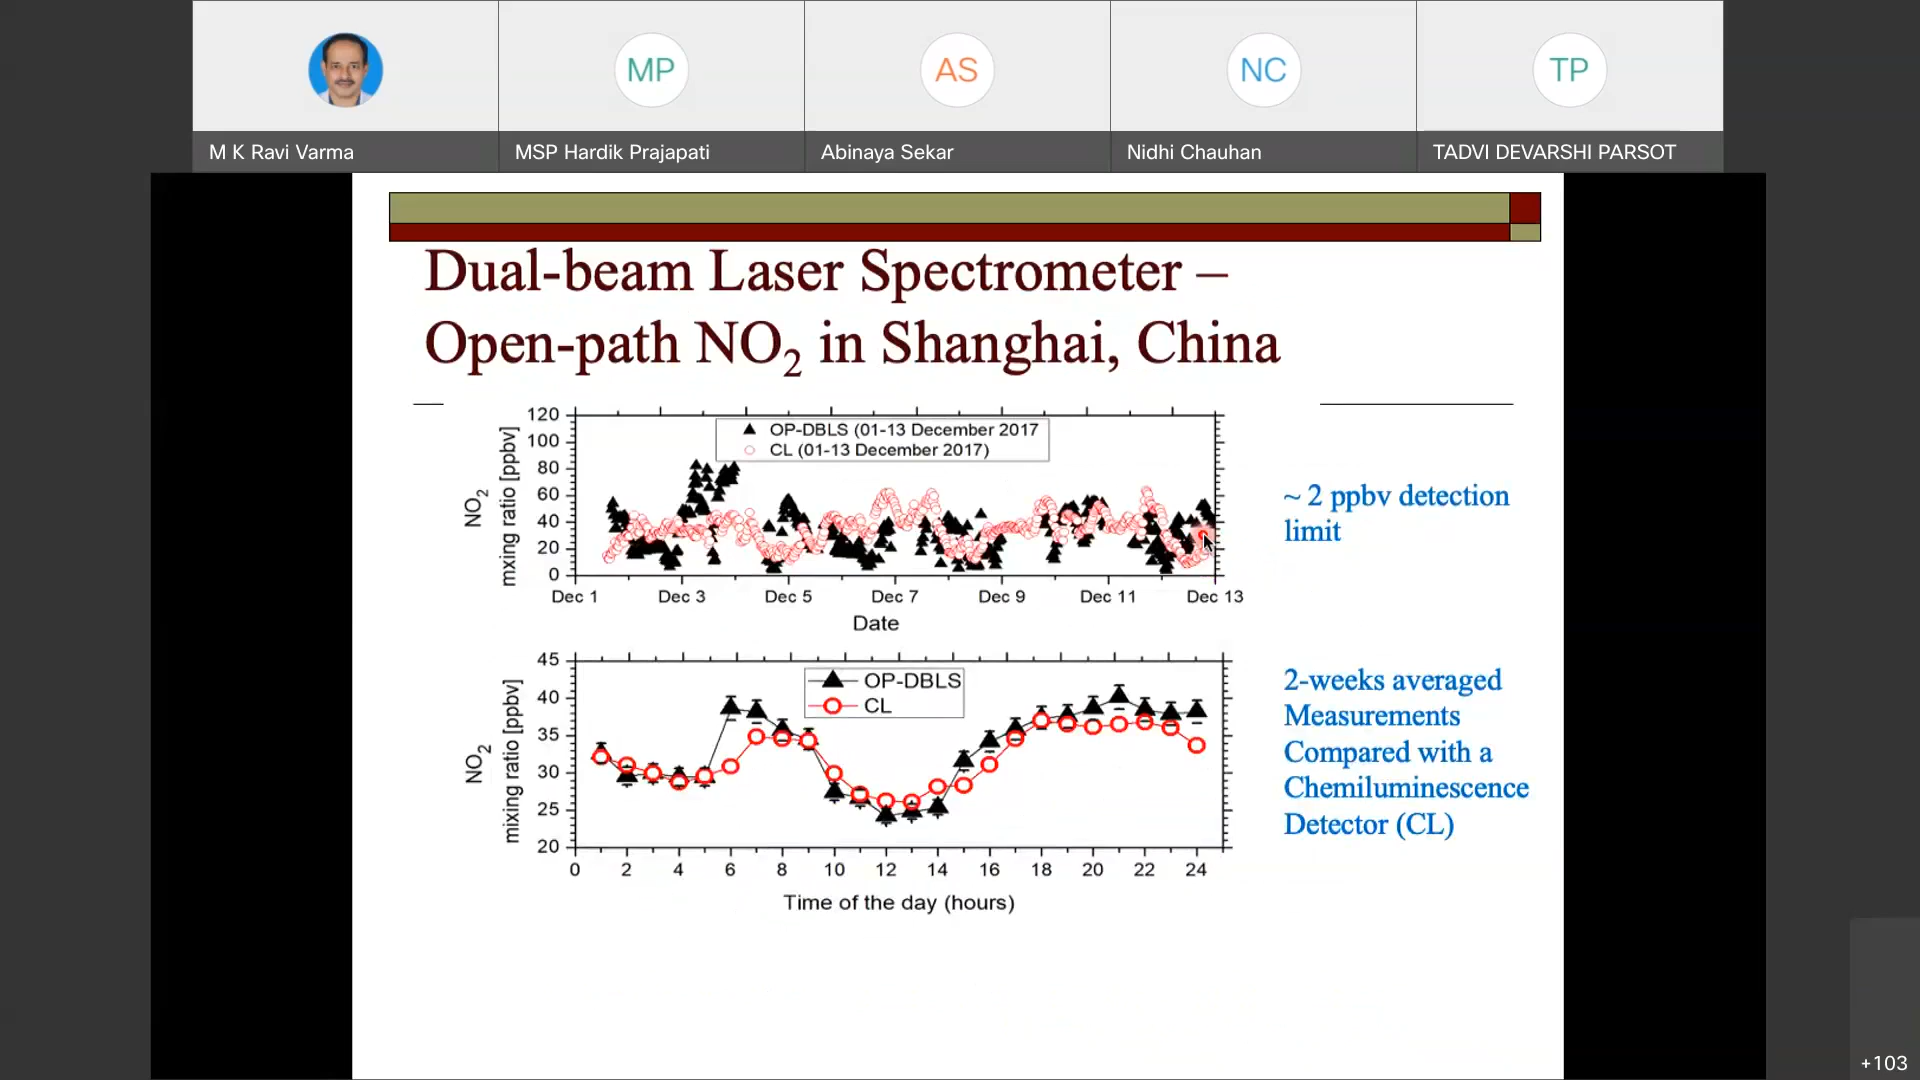 MP
AS
NC
TP
M K Ravi Varma
MSP Hardik Prajapati
Abinaya Sekar
Nidhi Chauhan
TADVI DEVARSHI PARSOT
Dual-beam Laser Spectrometer –
Open-path NO₂ in Shanghai, China
120
100
80
60
40
20
0
NO₂
mxing ratio [ppbv]
OP-DBLS (01-13 December 2017
CL (01-13 December 2017)
Dec 1 Dec 3 Dec 5 Dec 7 Dec 9 Dec 11 Dec 13
Date
~ 2 ppbv detection
limit
45
40
35
30
25
20
NO₂
mixing ratio [ppbv]
OP-DBLS
CL
0 2 4 6 8 10 12 14 16 18 20 22 24
Time of the day (hours)
2-weeks averaged
Measurements
Compared with a
Chemiluminescence
Detector (CL)
+103